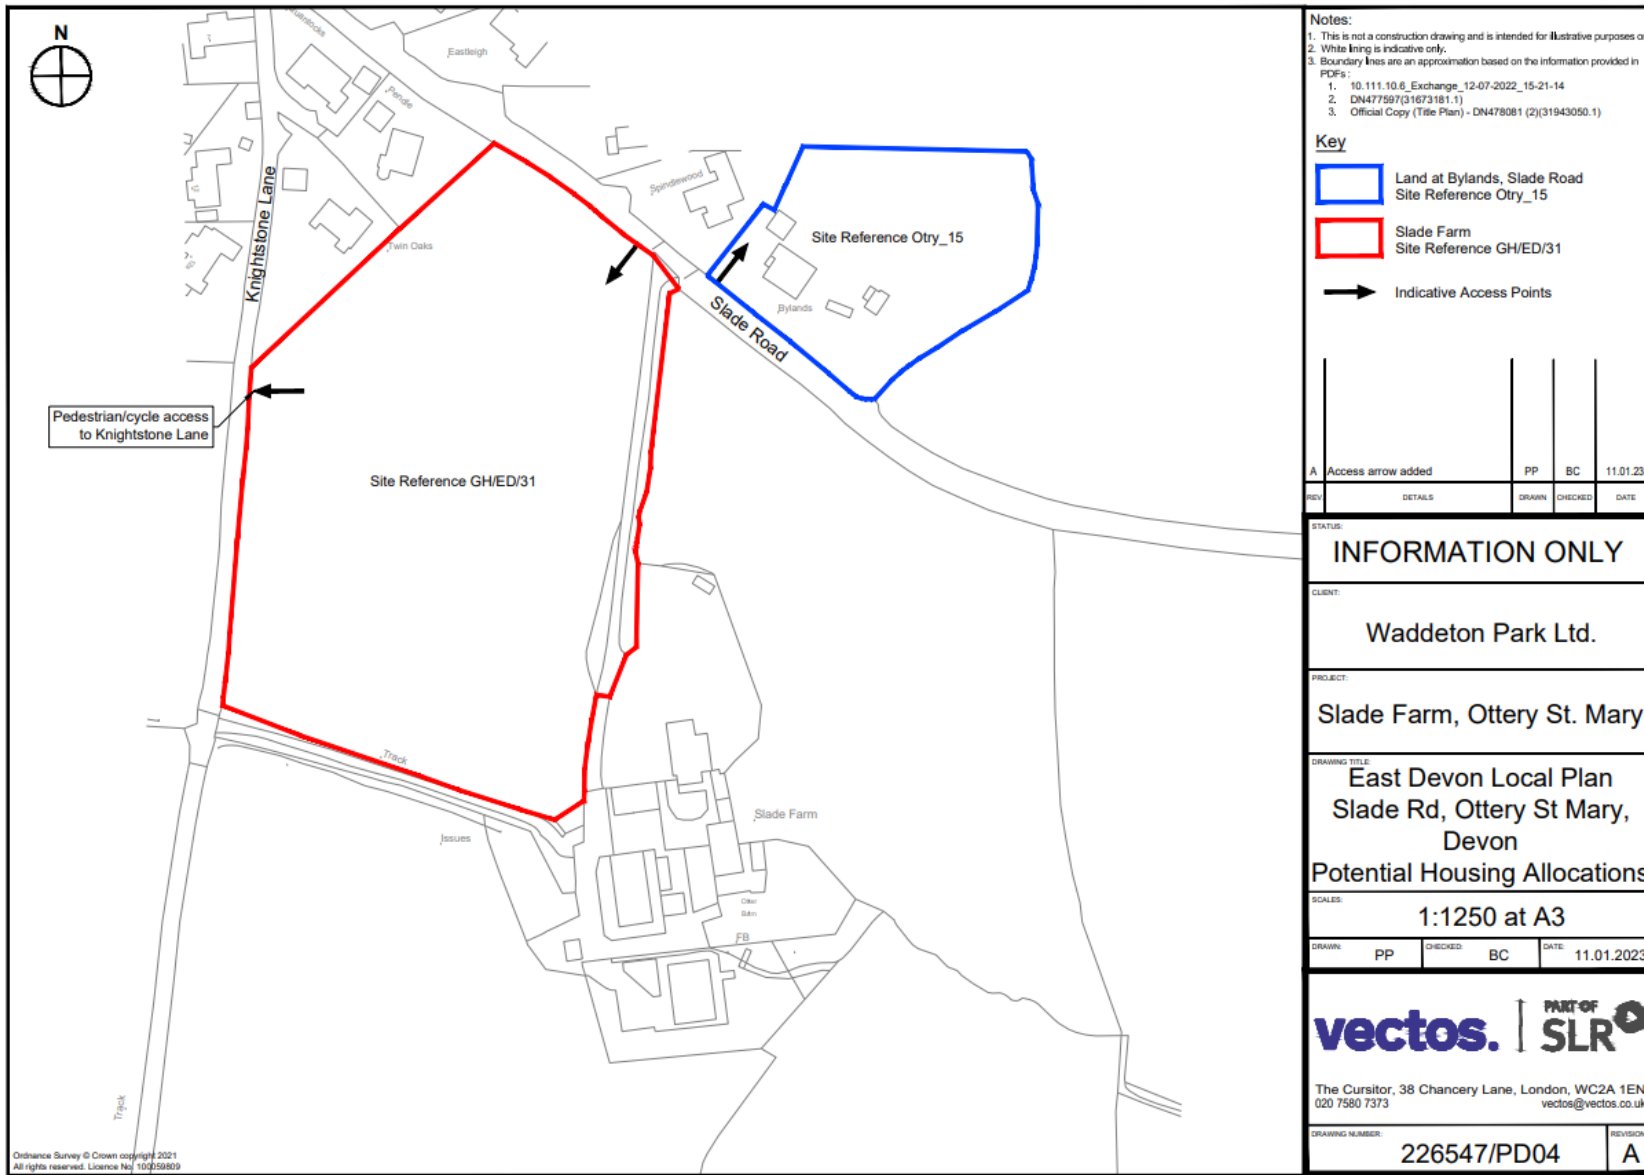 N
Eastleigh
Pendle
Knightstone Lane
Twin Oaks
Spindlewood
Site Reference Otry_15
Bylands
Slade Road
Pedestrian/cycle access
to Knightstone Lane
Site Reference GH/ED/31
Track
Issues
Slade Farm
FB
Track
Ordnance Survey © Crown copyright 2021
All rights reserved. Licence No. 100059809
Notes:
1. This is not a construction drawing and is intended for illustrative purposes
2. White lining is indicative only.
3. Boundary lines are an approximation based on the information provided in
PDFs :
1. 10.111.10.6_Exchange_12-07-2022_15-21-14
2. DN477597(31673181.1)
3. Official Copy (Title Plan) - DN478081 (2)(31943050.1)
Key
Land at Bylands, Slade Road
Site Reference Otry_15
Slade Farm
Site Reference GH/ED/31
Indicative Access Points
A Access arrow added PP BC 11.01.23
REV. DETAILS DRAWN CHECKED DATE
STATUS:
INFORMATION ONLY
CLIENT:
Waddeton Park Ltd.
PROJECT:
Slade Farm, Ottery St. Mary
DRAWING TITLE:
East Devon Local Plan
Slade Rd, Ottery St Mary,
Devon
Potential Housing Allocations
SCALES:
1:1250 at A3
DRAWN: PP CHECKED: BC DATE: 11.01.2023
vectos. PART OF SLR
The Cursitor, 38 Chancery Lane, London, WC2A 1EN
020 7580 7373 vectos@vectos.co.uk
DRAWING NUMBER: REVISION:
226547/PD04 A